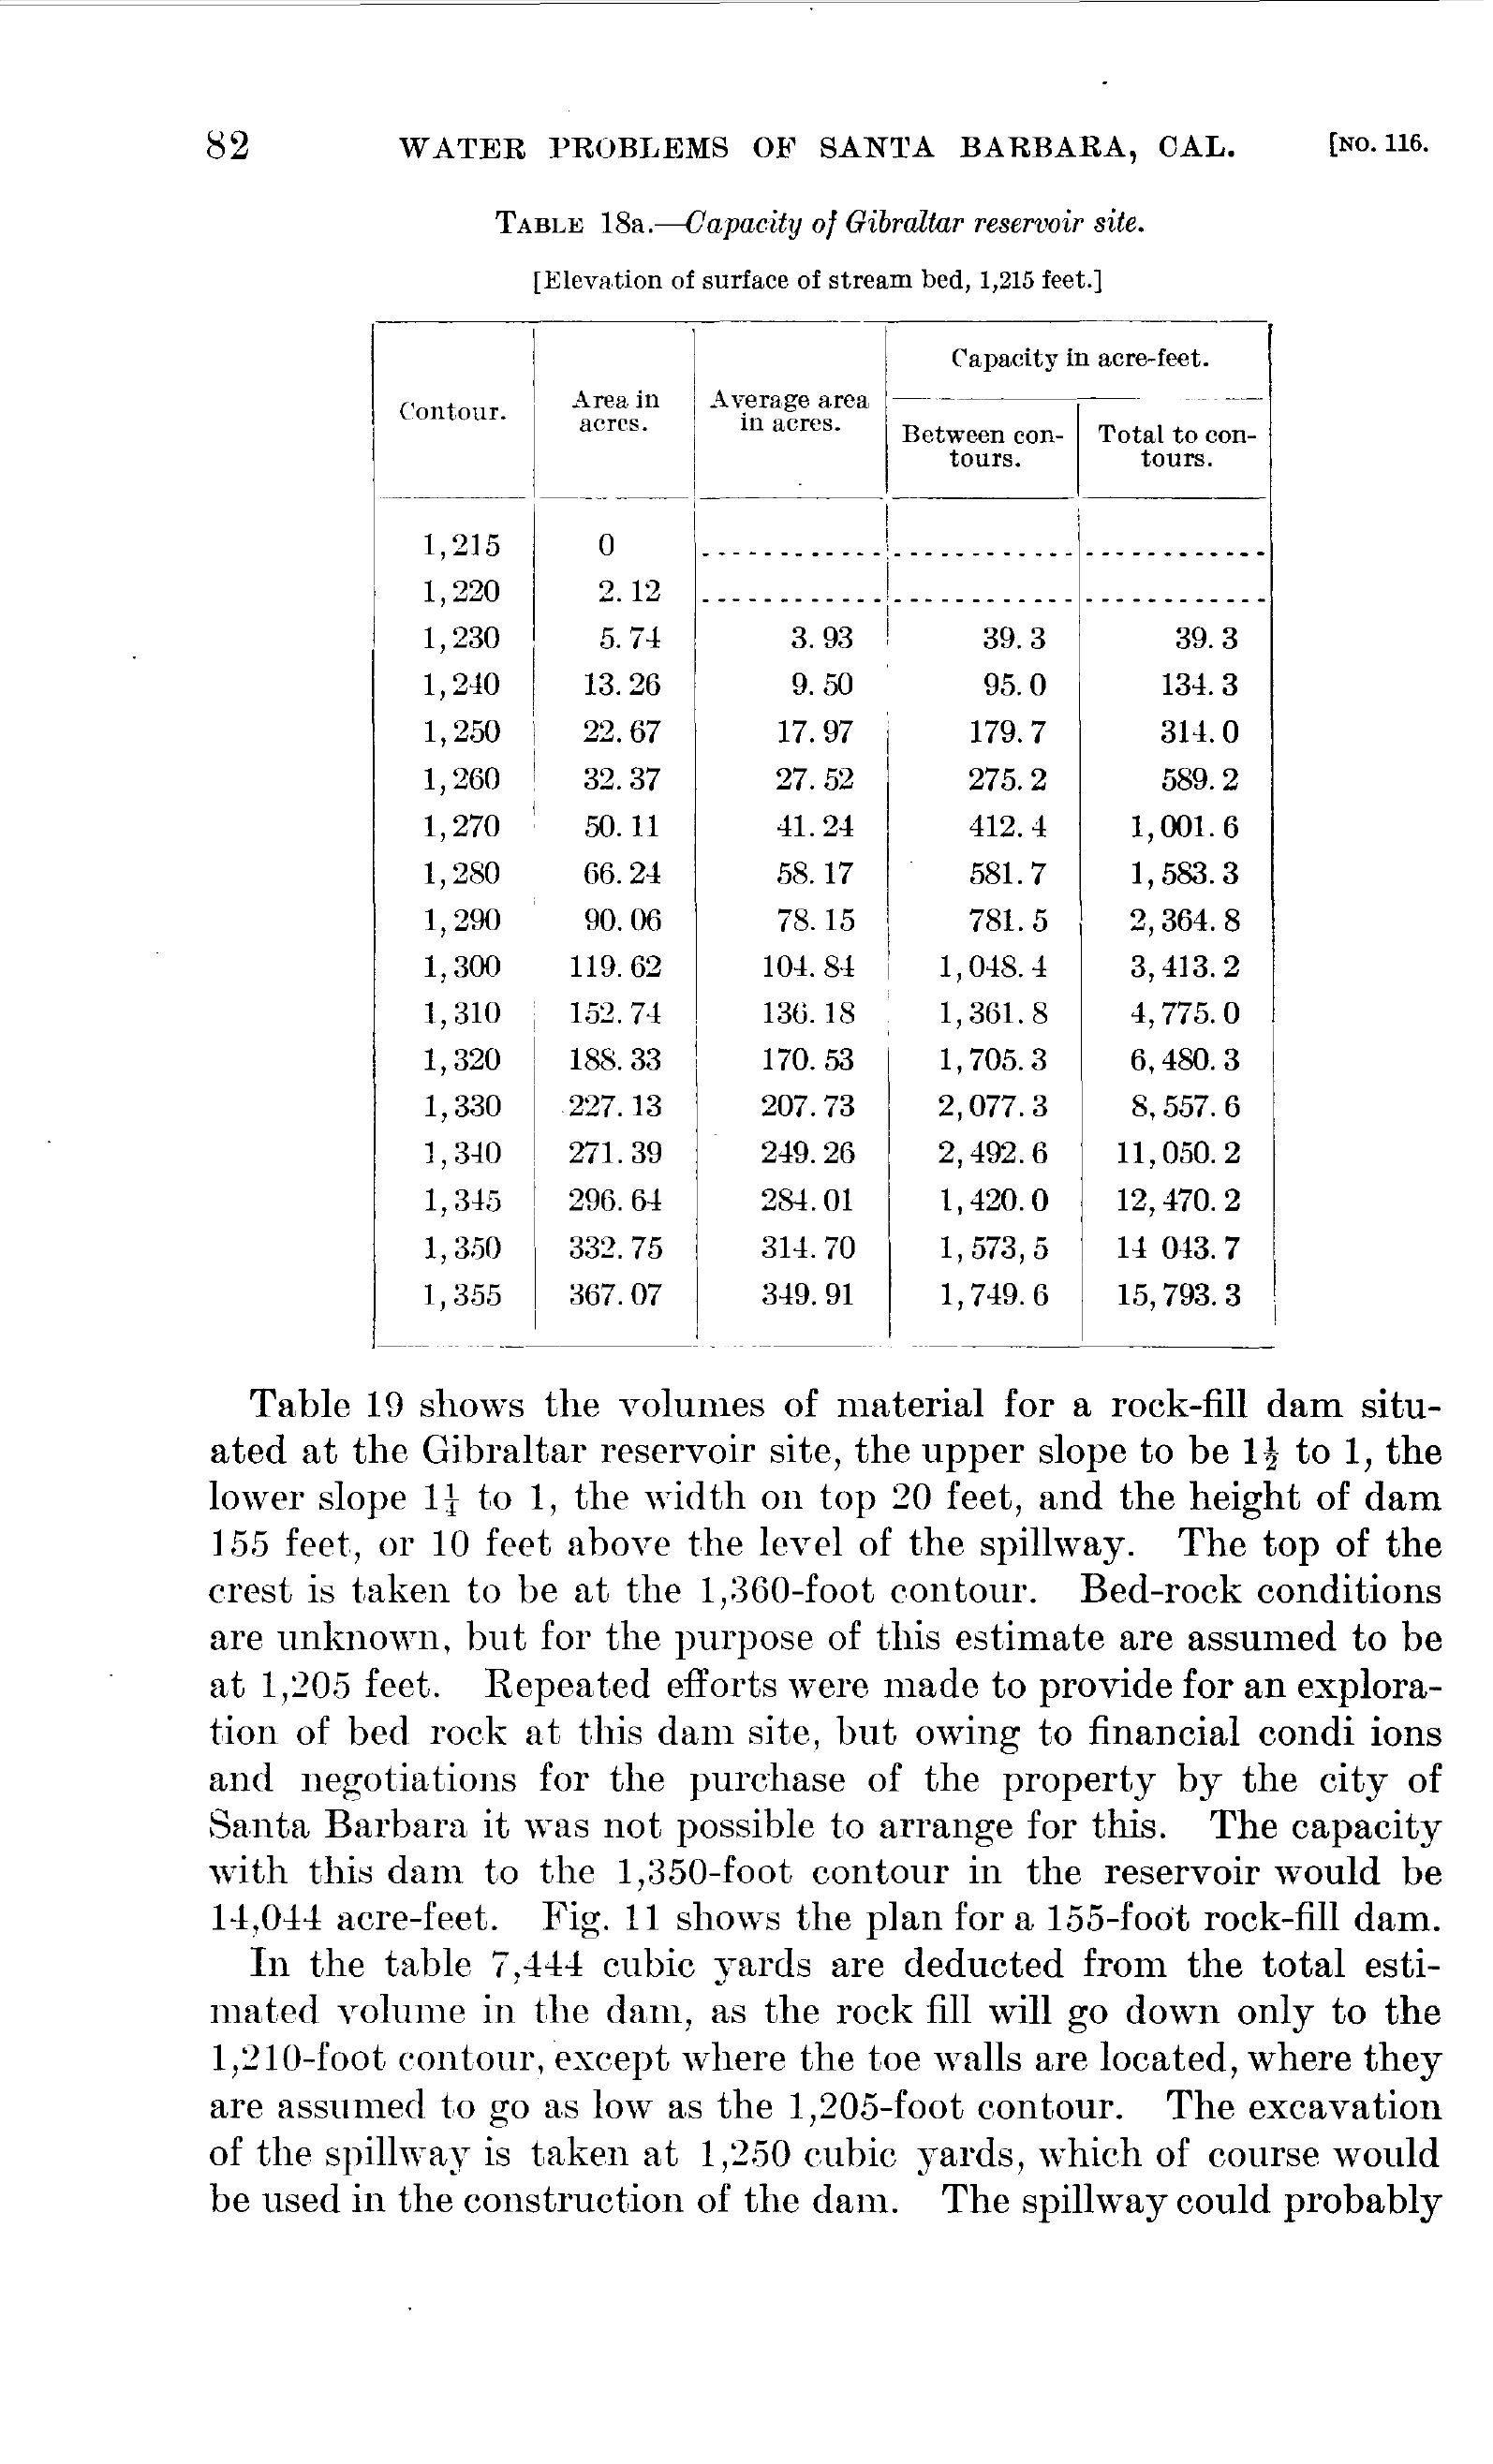 82 WATER PROBLEMS OF SANTA BARBARA, CAL. [NO. 116.
TABLE 18a.—Capacity of Gibraltar reservoir site.
[Elevation of surface of stream bed, 1,215 feet.]
Contour. Area in acres. Average area in acres. Capacity in acre-feet.
Between contours. Total to contours.
1,215 0
1,220 2.12
1,230 5.74 3.93 39.3 39.3
1,240 13.26 9.50 95.0 134.3
1,250 22.67 17.97 179.7 314.0
1,260 32.37 27.52 275.2 589.2
1,270 50.11 41.24 412.4 1,001.6
1,280 66.24 58.17 581.7 1,583.3
1,290 90.06 78.15 781.5 2,364.8
1,300 119.62 104.84 1,048.4 3,413.2
1,310 152.74 136.18 1,361.8 4,775.0
1,320 188.33 170.53 1,705.3 6,480.3
1,330 227.13 207.73 2,077.3 8,557.6
1,340 271.39 249.26 2,492.6 11,050.2
1,345 296.64 284.01 1,420.0 12,470.2
1,350 332.75 314.70 1,573,5 14 043.7
1,355 367.07 349.91 1,749.6 15,793.3
Table 19 shows the volumes of material for a rock-fill dam situ-
ated at the Gibraltar reservoir site, the upper slope to be 1½ to 1, the
lower slope 1¼ to 1, the width on top 20 feet, and the height of dam
155 feet, or 10 feet above the level of the spillway. The top of the
crest is taken to be at the 1,360-foot contour. Bed-rock conditions
are unknown, but for the purpose of this estimate are assumed to be
at 1,205 feet. Repeated efforts were made to provide for an explora-
tion of bed rock at this dam site, but owing to financial condi ions
and negotiations for the purchase of the property by the city of
Santa Barbara it was not possible to arrange for this. The capacity
with this dam to the 1,350-foot contour in the reservoir would be
14,044 acre-feet. Fig. 11 shows the plan for a 155-foot rock-fill dam.
In the table 7,444 cubic yards are deducted from the total esti-
mated volume in the dam, as the rock fill will go down only to the
1,210-foot contour, except where the toe walls are located, where they
are assumed to go as low as the 1,205-foot contour. The excavation
of the spillway is taken at 1,250 cubic yards, which of course would
be used in the construction of the dam. The spillway could probably